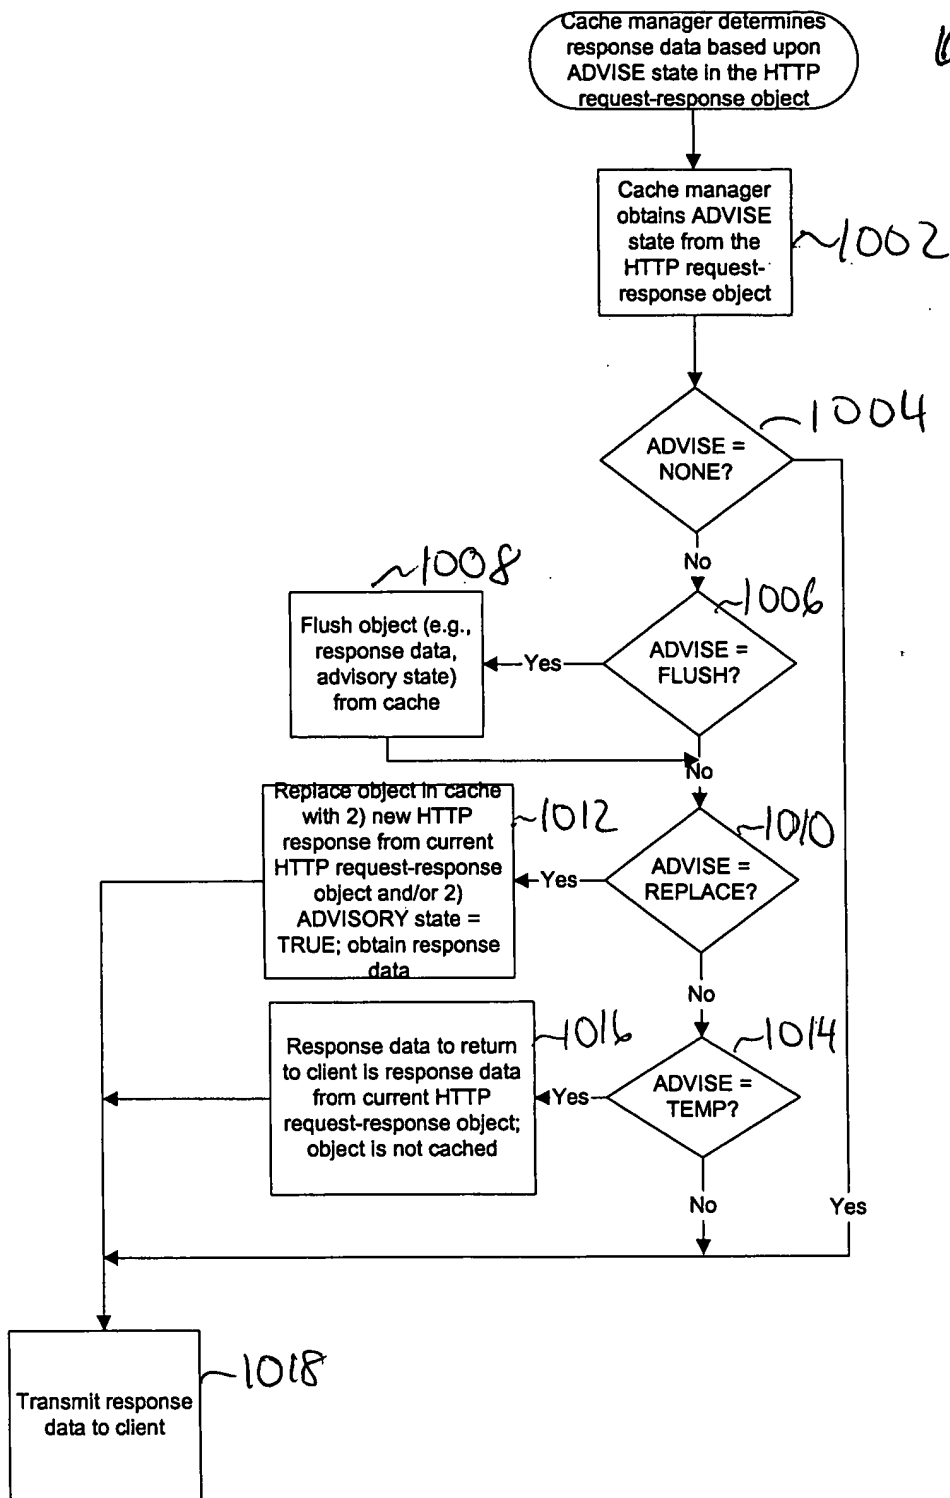 Cache manager determines
response data based upon
ADVISE state in the HTTP
request-response object
Cache manager
obtains ADVISE
state from the
HTTP request-
response object
~1002
ADVISE =
NONE?
~1004
No
~1008
Flush object (e.g.,
response data,
advisory state)
from cache
Yes
ADVISE =
FLUSH?
~1006
No
Replace object in cache
with 2) new HTTP
response from current
HTTP request-response
object and/or 2)
ADVISORY state =
TRUE; obtain response
data
~1012
Yes
ADVISE =
REPLACE?
~1010
No
Response data to return
to client is response data
from current HTTP
request-response object;
object is not cached
~1016
Yes
ADVISE =
TEMP?
~1014
No
Yes
Transmit response
data to client
~1018